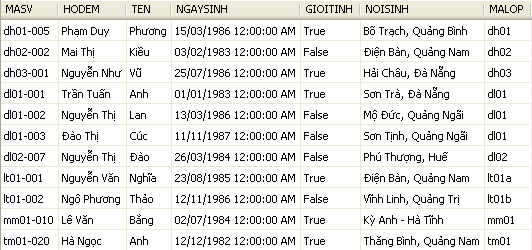 MASV HODEM TEN NGAYSINH GIOITINH NOISINH MALOP
dh01-005 Phạm Duy Phương 15/03/1986 12:00:00 AM True Bố Trạch, Quảng Bình dh01
dh02-002 Mai Thị Kiều 03/02/1983 12:00:00 AM False Điện Bàn, Quảng Nam dh02
dh03-001 Nguyễn Như Vũ 25/07/1986 12:00:00 AM True Hải Châu, Đà Nẵng dh03
dl01-001 Trần Tuấn Anh 01/01/1983 12:00:00 AM True Sơn Trà, Đà Nẵng dl01
dl01-002 Nguyễn Thị Lan 13/03/1986 12:00:00 AM False Mộ Đức, Quảng Ngãi dl01
dl01-003 Đào Thị Cúc 11/11/1987 12:00:00 AM False Sơn Tịnh, Quảng Ngãi dl01
dl02-007 Nguyễn Thị Đào 26/03/1984 12:00:00 AM False Phú Thượng, Huế dl02
lt01-001 Nguyễn Văn Nghĩa 23/08/1985 12:00:00 AM True Điện Bàn, Quảng Nam lt01a
lt01-002 Ngô Phương Thảo 12/11/1986 12:00:00 AM False Vĩnh Linh, Quảng Trị lt01b
mm01-010 Lê Văn Bằng 02/07/1984 12:00:00 AM True Kỳ Anh - Hà Tĩnh mm01
tm01-020 Hà Ngọc Anh 12/12/1982 12:00:00 AM True Thăng Bình, Quảng Nam tm01